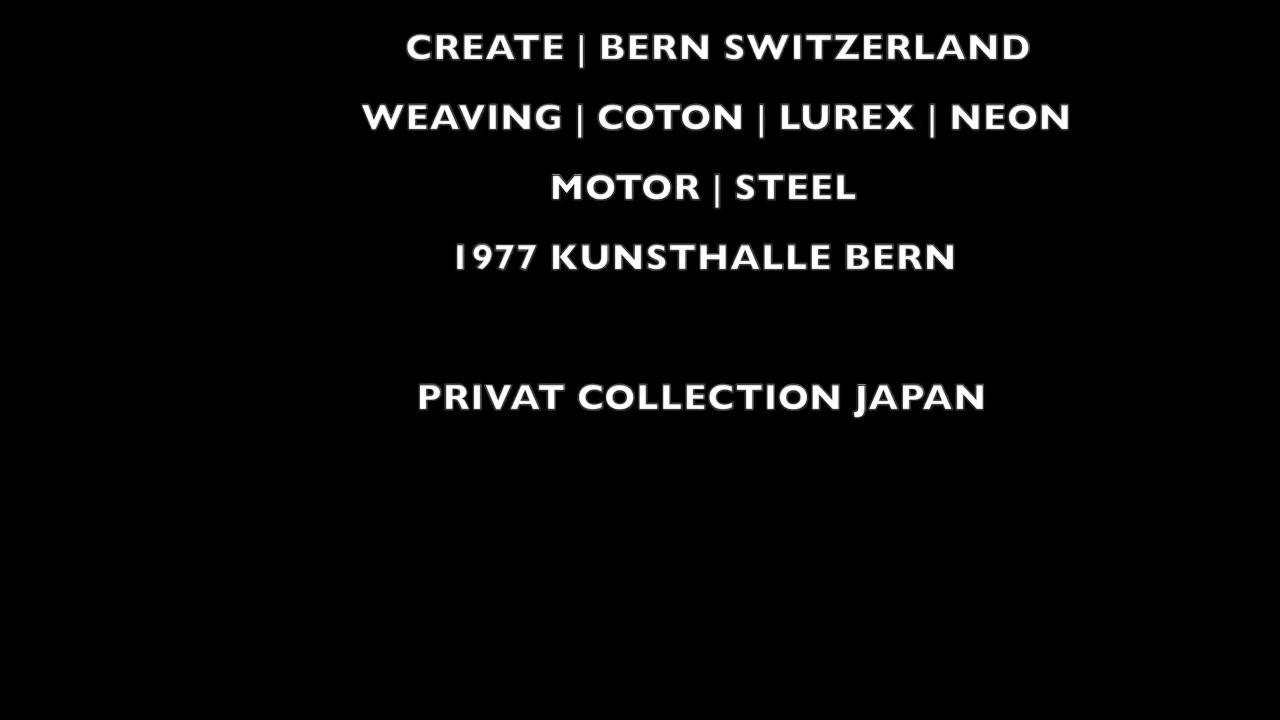 CREATE | BERN SWITZERLAND
WEAVING | COTON | LUREX | NEON
MOTOR | STEEL
1977 KUNSTHALLE BERN
PRIVAT COLLECTION JAPAN